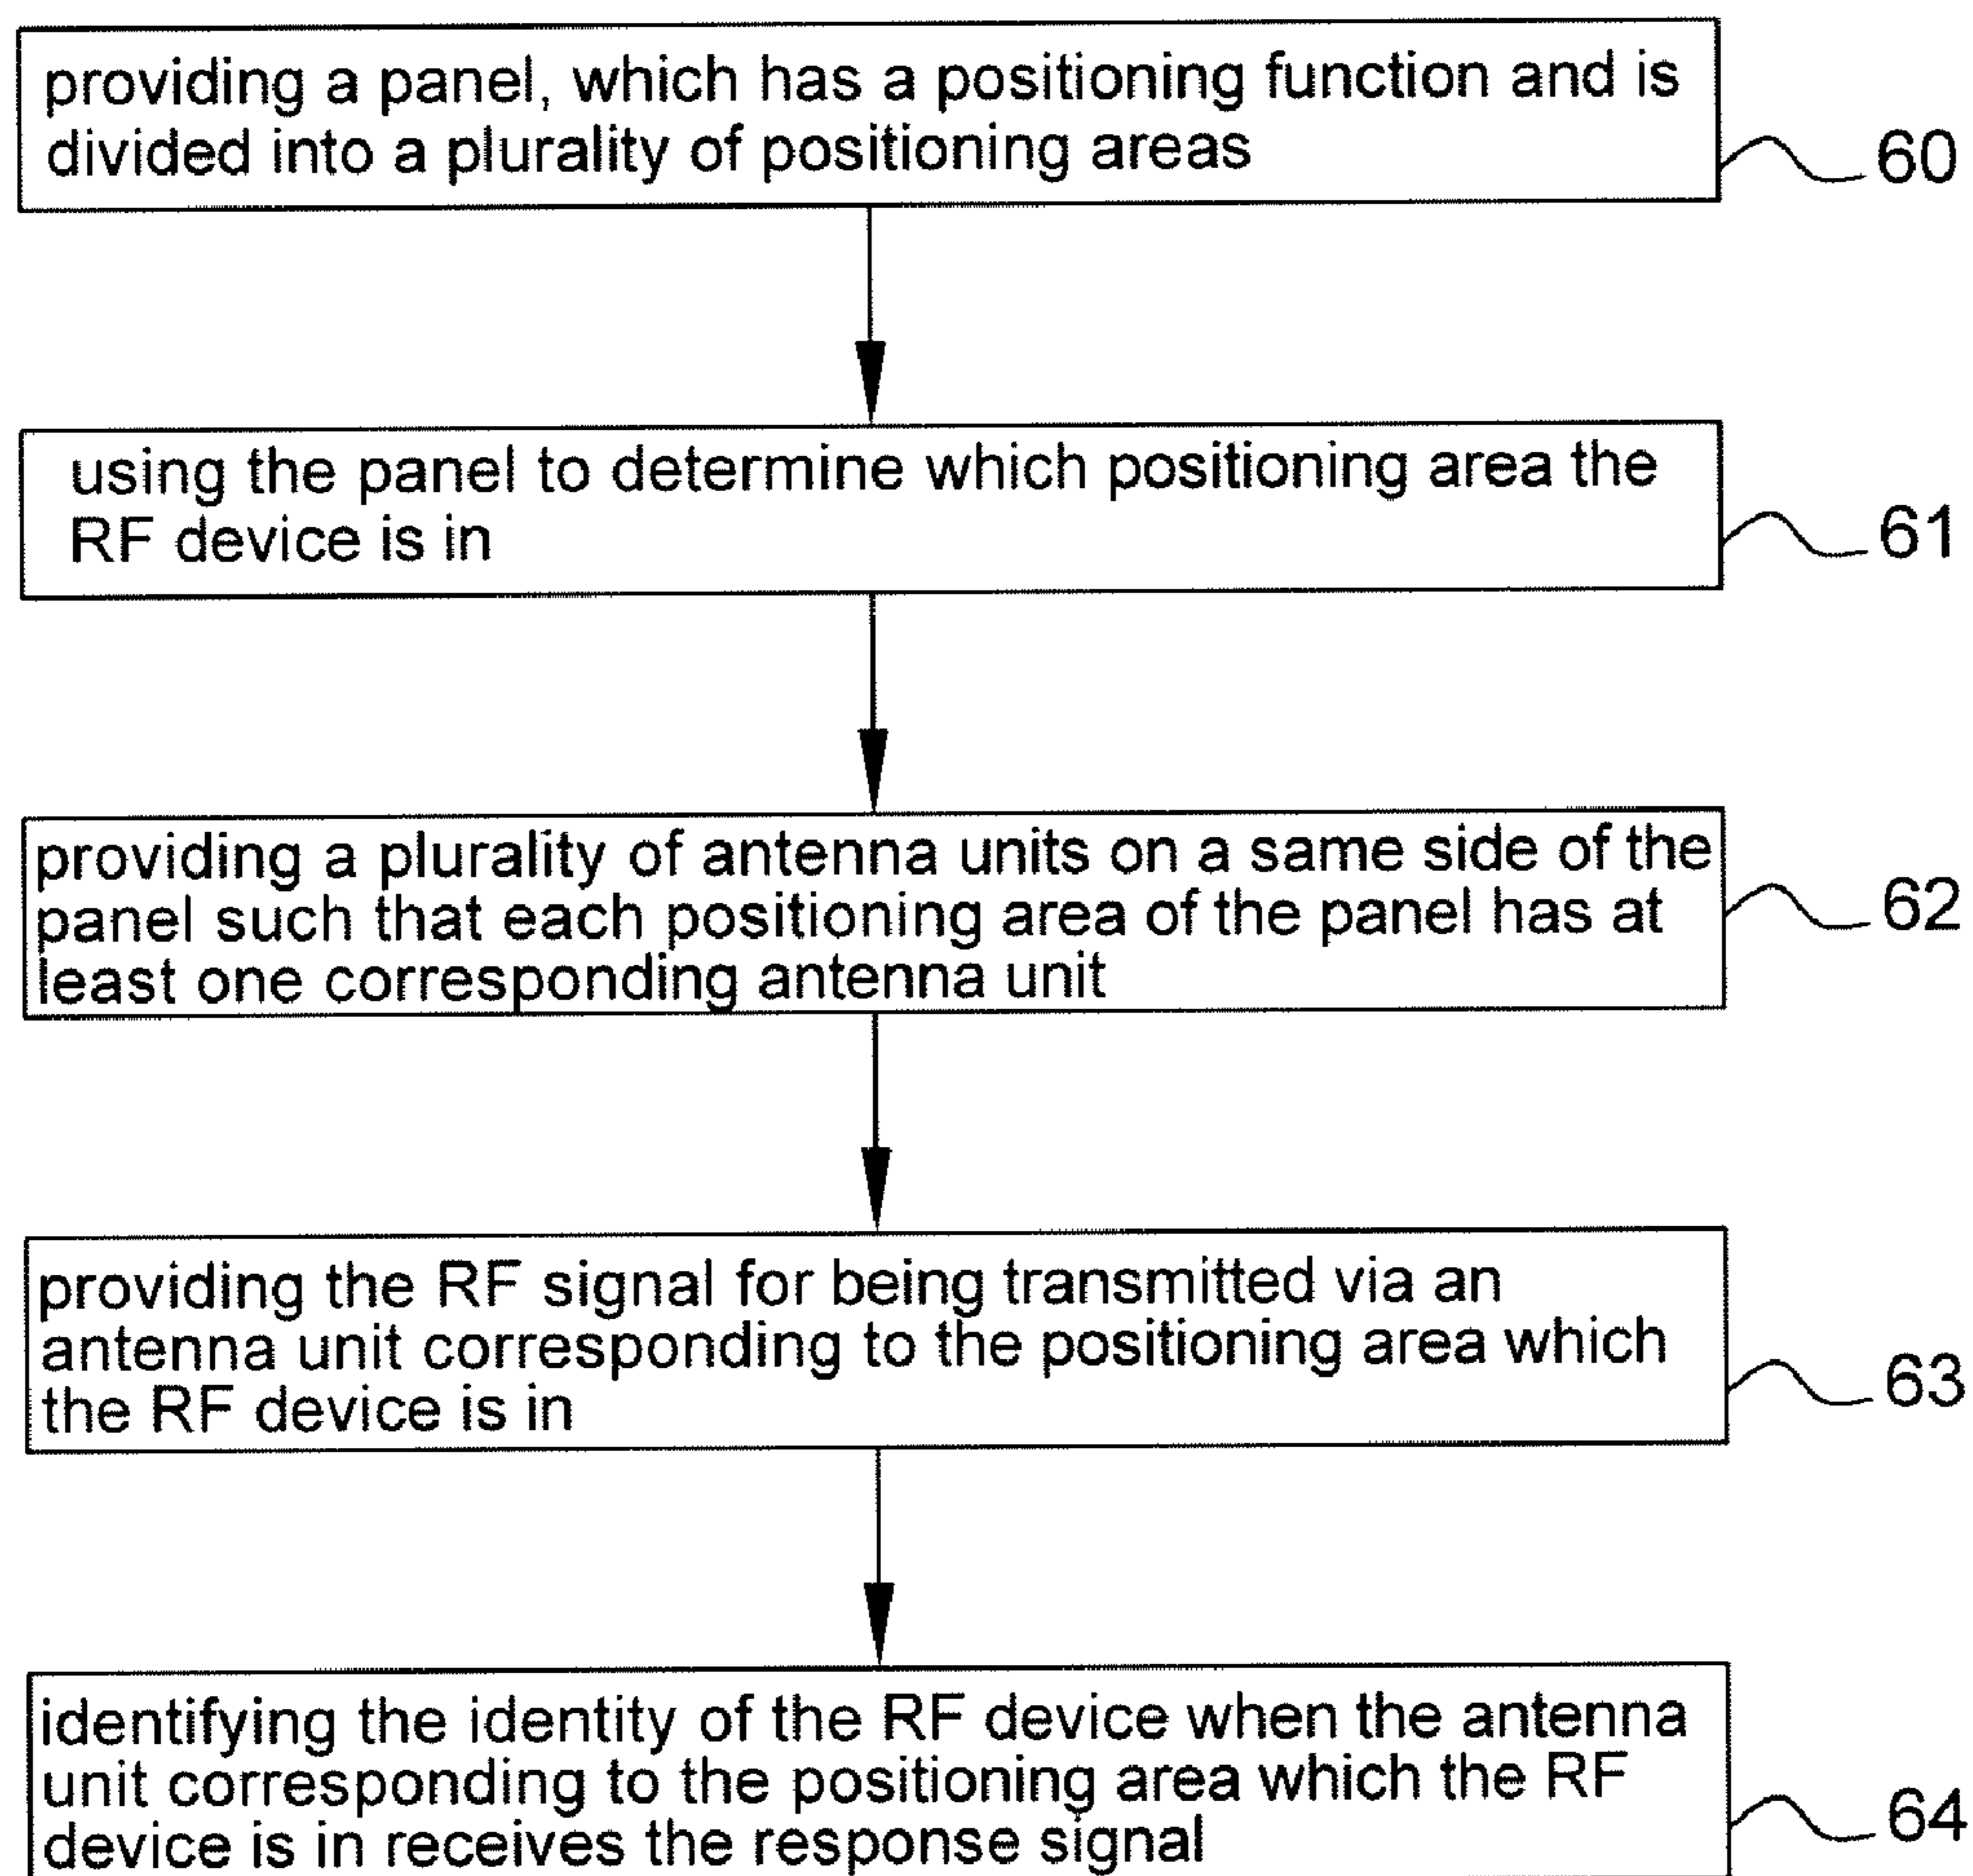 providing a panel, which has a positioning function and is
divided into a plurality of positioning areas
60
using the panel to determine which positioning area the
RF device is in
61
providing a plurality of antenna units on a same side of the
panel such that each positioning area of the panel has at
least one corresponding antenna unit
62
providing the RF signal for being transmitted via an
antenna unit corresponding to the positioning area which
the RF device is in
63
identifying the identity of the RF device when the antenna
unit corresponding to the positioning area which the RF
device is in receives the response signal
64